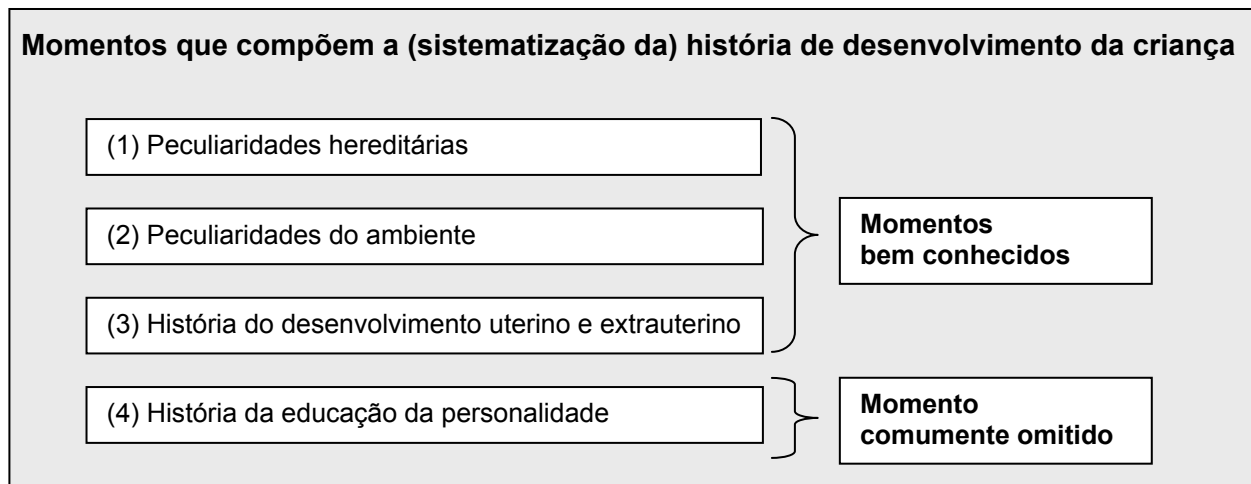 Momentos que compõem a (sistematização da) história de desenvolvimento da criança
(1) Peculiaridades hereditárias
(2) Peculiaridades do ambiente
(3) História do desenvolvimento uterino e extrauterino
Momentos
bem conhecidos
(4) História da educação da personalidade
Momento
comumente omitido